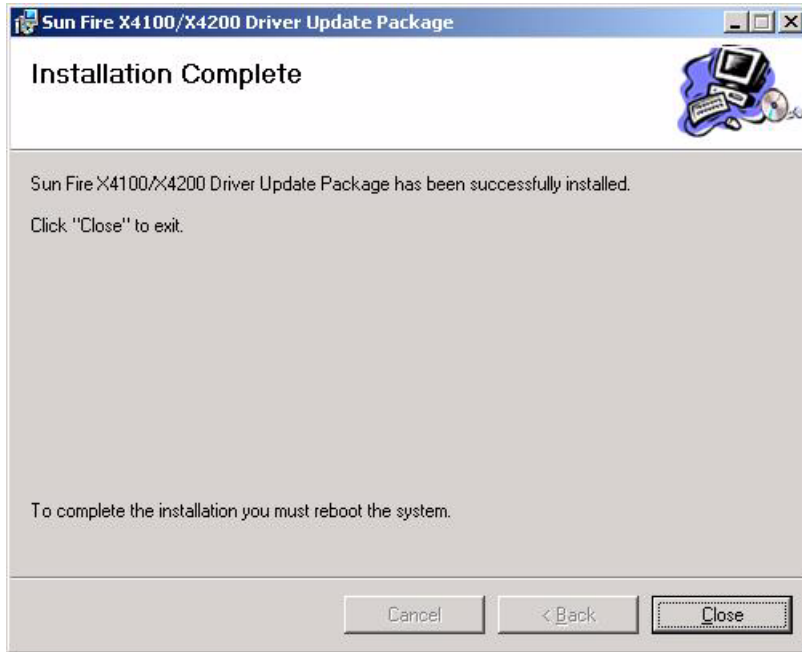 Sun Fire X4100/X4200 Driver Update Package
Installation Complete
Sun Fire X4100/X4200 Driver Update Package has been successfully installed.
Click "Close" to exit.
To complete the installation you must reboot the system.
Cancel
< Back
Close